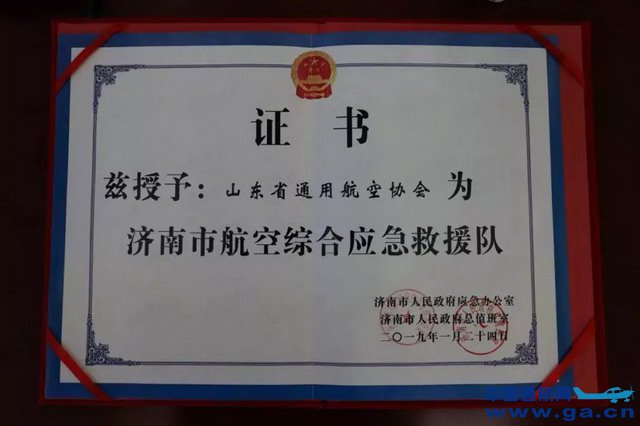 证书
兹授予：山东省通用航空协会 为
济南市航空综合应急救援队
济南市人民政府应急办公室
济南市人民政府总值班室
二〇一九年一月二十四日
www.ga.cn